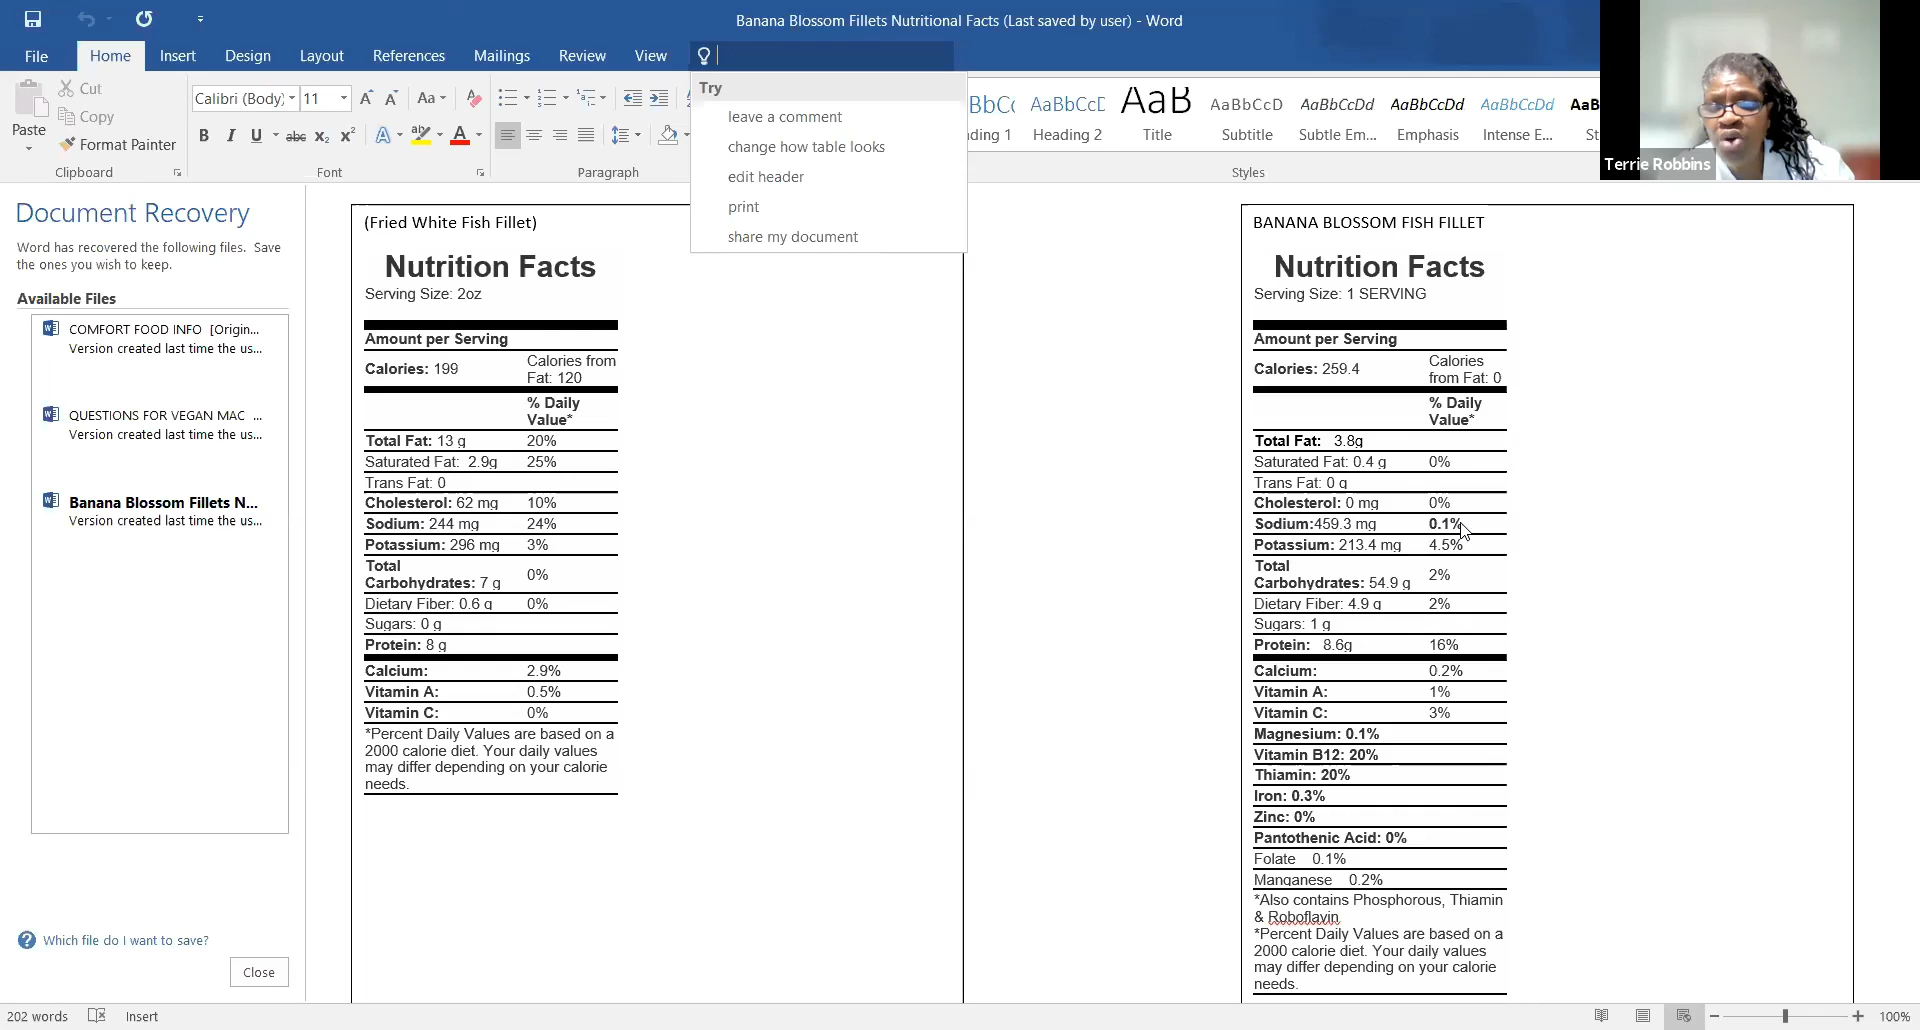 Banana Blossom Fillets Nutritional Facts (Last saved by user) - Word
File Home Insert Design Layout References Mailings Review View
Paste
Cut
Copy
Format Painter
Clipboard
Calibri (Body) 11
Aa
B I U abc x₂ x² A ab A
Font
Paragraph
Try
leave a comment
change how table looks
edit header
print
share my document
BbCc AaBbCcD AaB AaBbCcD AaBbCcDd AaBbCcDd AaBbCcDd AaB
ding 1 Heading 2 Title Subtitle Subtle Em... Emphasis Intense E... St
Styles
Terrie Robbins
Document Recovery
Word has recovered the following files. Save
the ones you wish to keep.
Available Files
COMFORT FOOD INFO [Origin...
Version created last time the us...
QUESTIONS FOR VEGAN MAC ...
Version created last time the us...
Banana Blossom Fillets N...
Version created last time the us...
Which file do I want to save?
Close
(Fried White Fish Fillet)
Nutrition Facts
Serving Size: 2oz
Amount per Serving
Calories: 199 Calories from
Fat: 120
% Daily
Value*
Total Fat: 13 g 20%
Saturated Fat: 2.9g 25%
Trans Fat: 0
Cholesterol: 62 mg 10%
Sodium: 244 mg 24%
Potassium: 296 mg 3%
Total
Carbohydrates: 7 g 0%
Dietary Fiber: 0.6 g 0%
Sugars: 0 g
Protein: 8 g
Calcium: 2.9%
Vitamin A: 0.5%
Vitamin C: 0%
*Percent Daily Values are based on a
2000 calorie diet. Your daily values
may differ depending on your calorie
needs.
BANANA BLOSSOM FISH FILLET
Nutrition Facts
Serving Size: 1 SERVING
Amount per Serving
Calories: 259.4 Calories
from Fat: 0
% Daily
Value*
Total Fat: 3.8g
Saturated Fat: 0.4 g 0%
Trans Fat: 0 g
Cholesterol: 0 mg 0%
Sodium:459.3 mg 0.1%
Potassium: 213.4 mg 4.5%
Total
Carbohydrates: 54.9 g 2%
Dietary Fiber: 4.9 g 2%
Sugars: 1 g
Protein: 8.6g 16%
Calcium: 0.2%
Vitamin A: 1%
Vitamin C: 3%
Magnesium: 0.1%
Vitamin B12: 20%
Thiamin: 20%
Iron: 0.3%
Zinc: 0%
Pantothenic Acid: 0%
Folate 0.1%
Manganese 0.2%
*Also contains Phosphorous, Thiamin
& Roboflavin
*Percent Daily Values are based on a
2000 calorie diet. Your daily values
may differ depending on your calorie
needs.
202 words Insert 100%